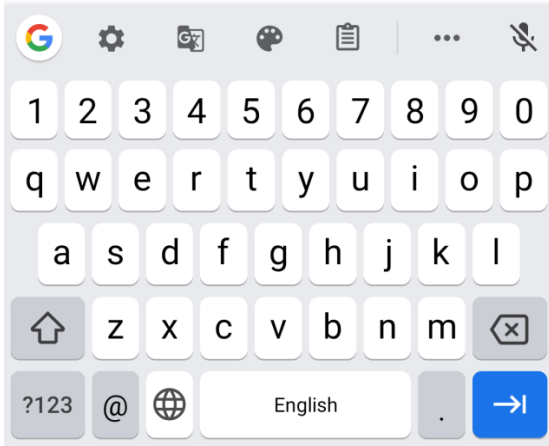 G
1 2 3 4 5 6 7 8 9 0
q w e r t y u i o p
a s d f g h j k l
z x c v b n m
?123 @ English .